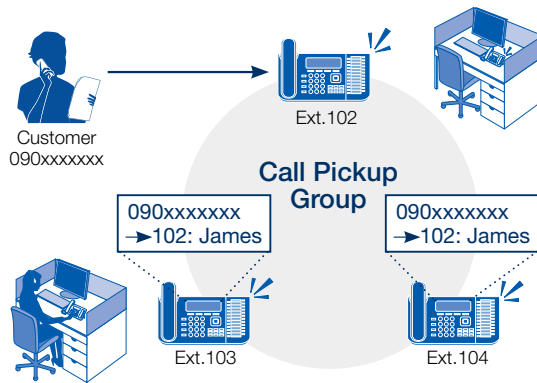 Customer
090xxxxxxx
Ext.102
Call Pickup
Group
090xxxxxxx
→102: James
090xxxxxxx
→102: James
Ext.103
Ext.104